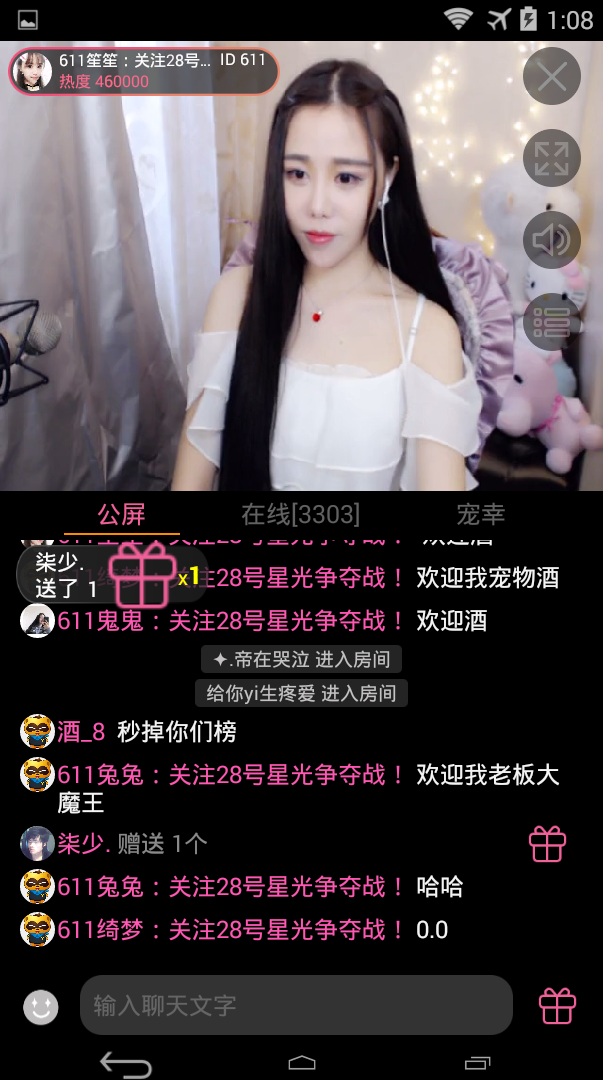 1:08
611笙笙：关注28号... ID 611
热度 460000
公屏 在线[3303] 宠幸
柒少.
送了 1 x1
号星光争夺战！ 欢迎我宠物酒
611鬼鬼：关注28号星光争夺战！ 欢迎酒
✦.帝在哭泣 进入房间
给你yi生疼爱 进入房间
酒_8 秒掉你们榜
611兔兔：关注28号星光争夺战！ 欢迎我老板大
魔王
柒少. 赠送 1个
611兔兔：关注28号星光争夺战！ 哈哈
611绮梦：关注28号星光争夺战！ 0.0
输入聊天文字